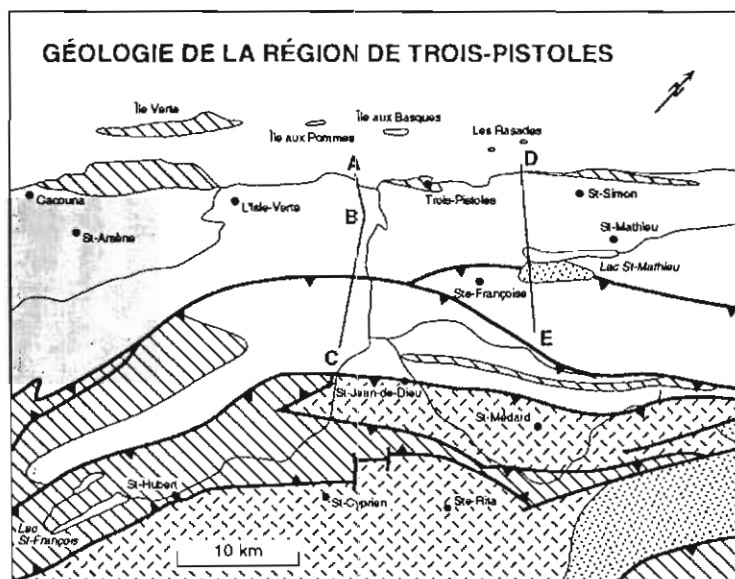 GÉOLOGIE DE LA RÉGION DE TROIS-PISTOLES
N
Île Verte
Île aux Pommes
Île aux Basques
Les Rasades
A
D
Cacouna
L'Isle-Verte
Trois-Pistoles
St-Simon
B
St-Arsène
St-Mathieu
Lac St-Mathieu
Ste-Françoise
E
C
St-Jean-de-Dieu
St-Médard
St-Hubert
St-Cyprien
Ste-Rita
Lac
St-François
10 km